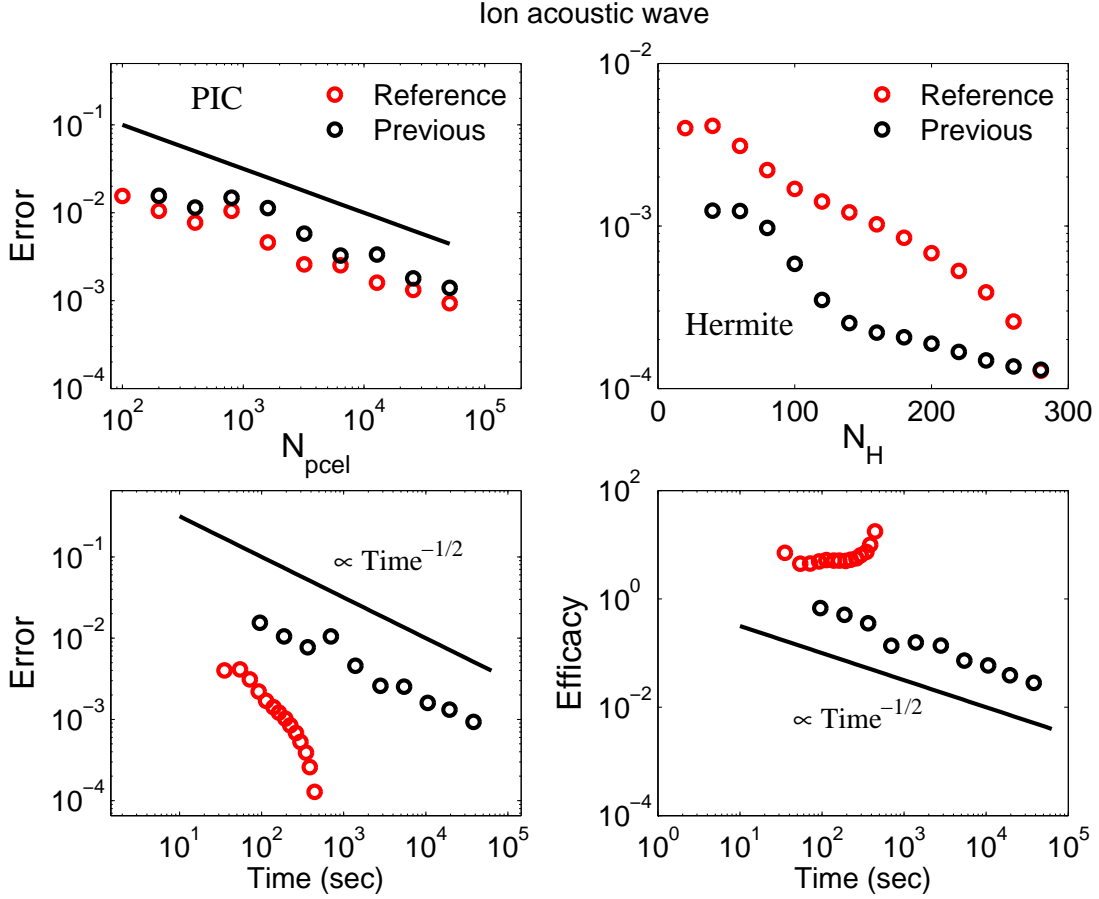 Ion acoustic wave
PIC
Reference
Previous
Error
10^−1
10^−2
10^−3
10^−4
10^2
10^3
10^4
10^5
N_pcel
Reference
Previous
Hermite
10^−2
10^−3
10^−4
0
100
200
300
N_H
∝ Time^−1/2
Error
10^−1
10^−2
10^−3
10^−4
10^1
10^2
10^3
10^4
10^5
Time (sec)
∝ Time^−1/2
Efficacy
10^2
10^0
10^−2
10^−4
10^0
10^1
10^2
10^3
10^4
10^5
Time (sec)